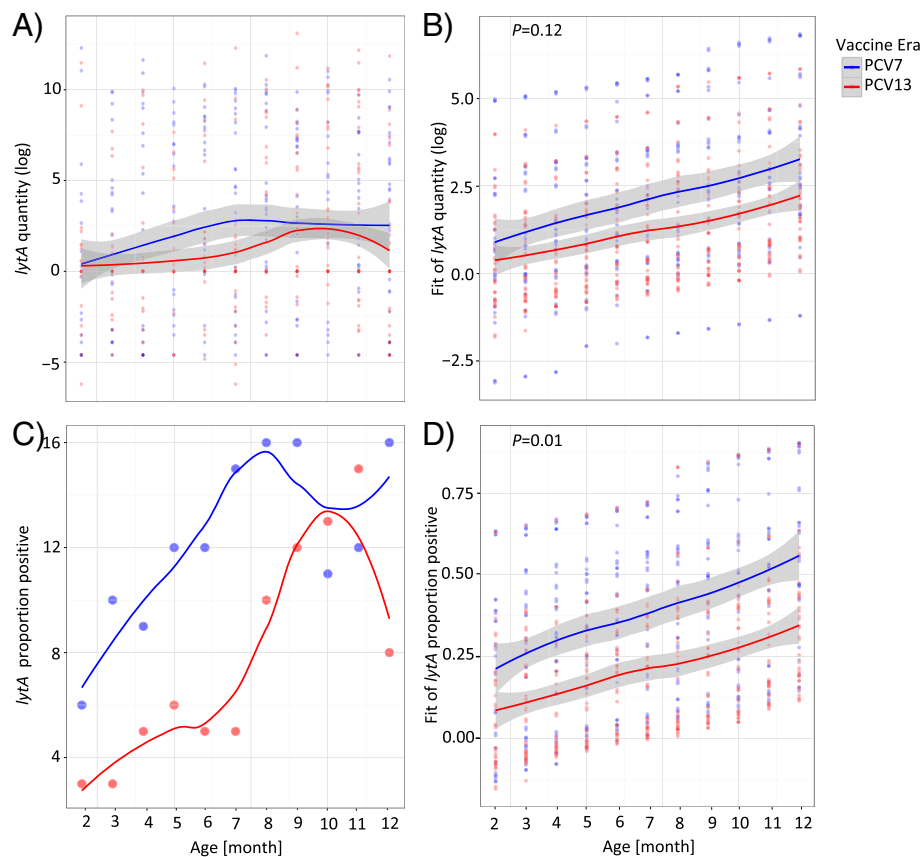 A)
lytA quantity (log)
10
5
0
−5
B)
P=0.12
Fit of lytA quantity (log)
5.0
2.5
0.0
−2.5
Vaccine Era
PCV7
PCV13
C)
lytA proportion positive
16
12
8
4
2 3 4 5 6 7 8 9 10 11 12
Age [month]
D)
P=0.01
Fit of lytA proportion positive
0.75
0.50
0.25
0.00
2 3 4 5 6 7 8 9 10 11 12
Age [month]